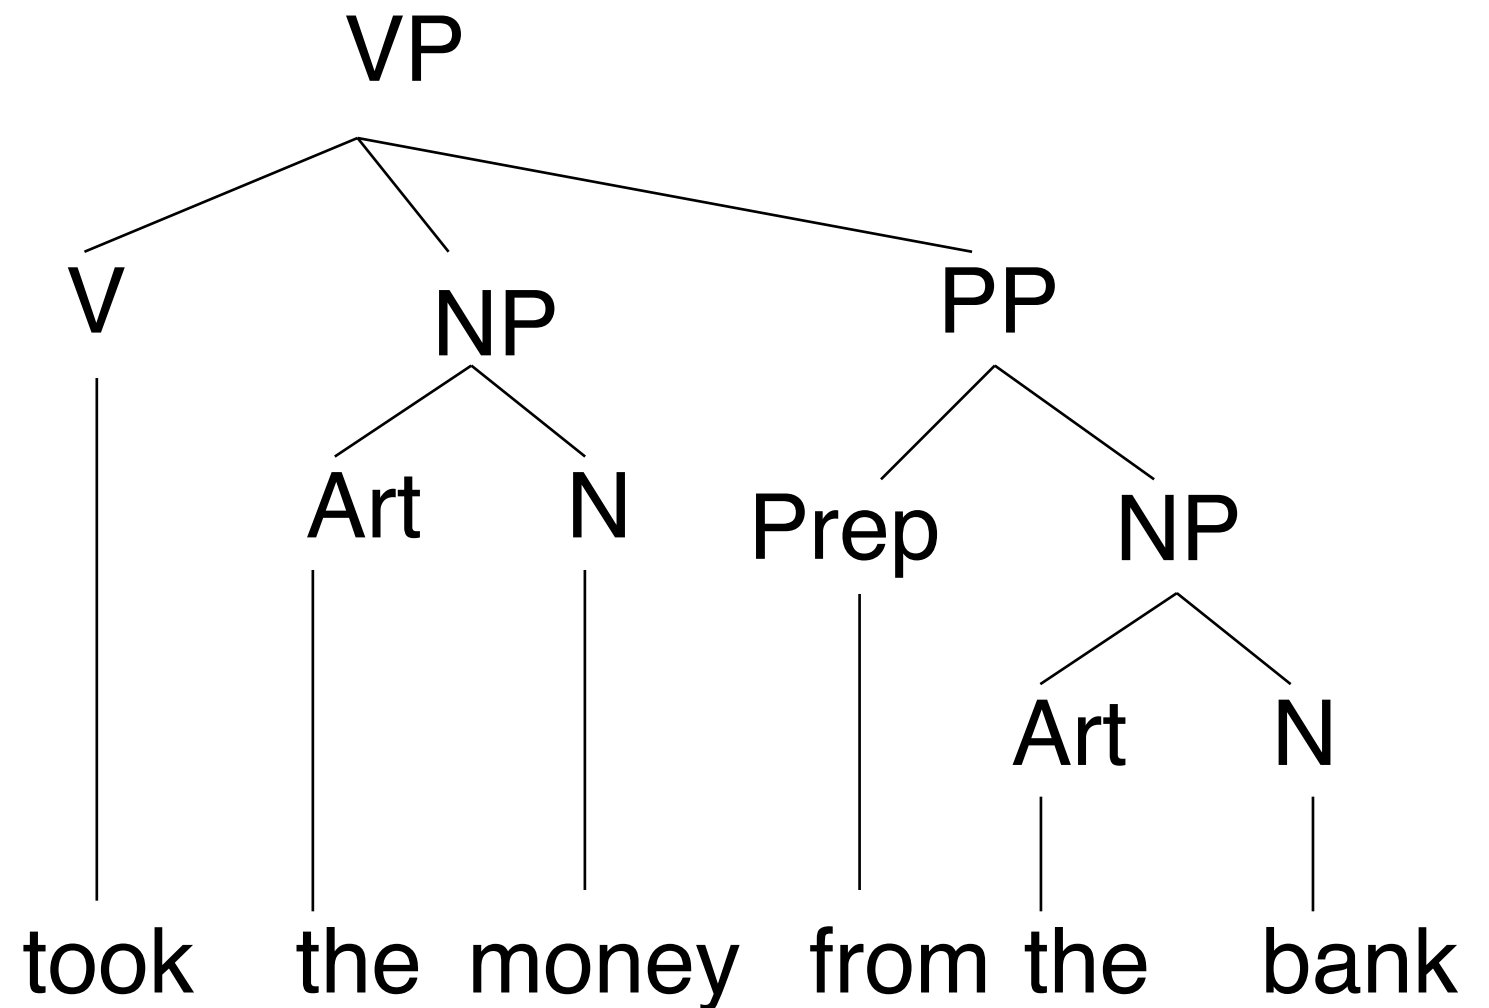 VP
V NP PP
Art N Prep NP
Art N
took the money from the bank